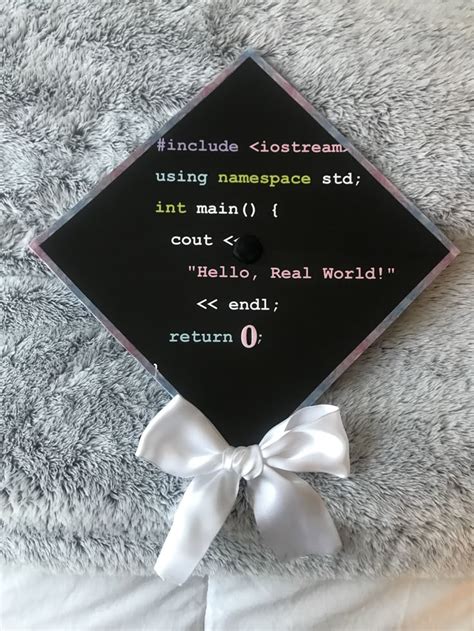 #include <iostream>
using namespace std;
int main() {
cout <<
"Hello, Real World!"
<< endl;
return 0;
}